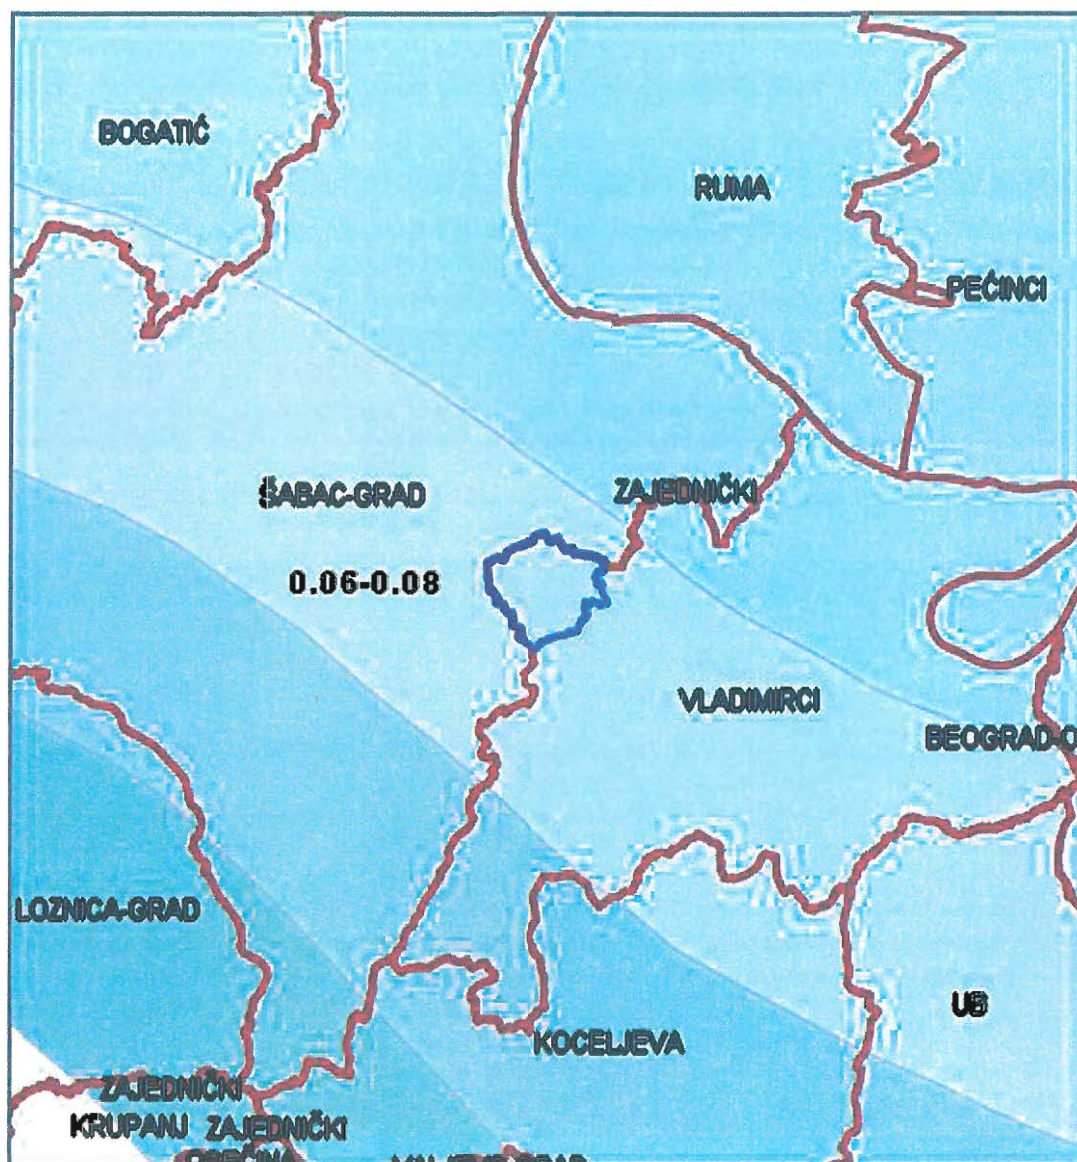 BOGATIĆ
RUMA
PEĆINCI
ŠABAC-GRAD
ZAJEDNIČKI
0.06-0.08
VLADIMIRCI
BEOGRAD-O
LOZNICA-GRAD
UB
KOCELJEVA
ZAJEDNIČKI
KRUPANJ
ZAJEDNIČKI